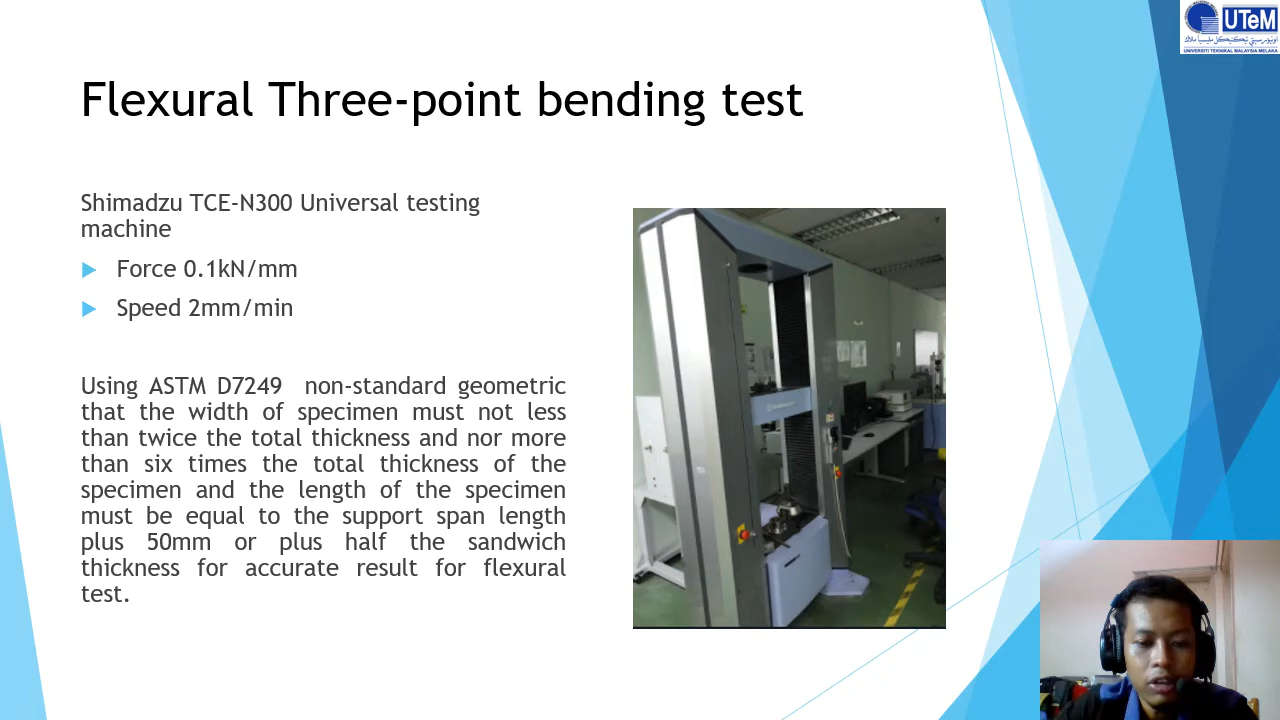 UTeM
اونيۏرسيتي تيكنيكل مليسيا ملاك
UNIVERSITI TEKNIKAL MALAYSIA MELAKA
Flexural Three-point bending test
Shimadzu TCE-N300 Universal testing
machine
Force 0.1kN/mm
Speed 2mm/min
Using ASTM D7249 non-standard geometric
that the width of specimen must not less
than twice the total thickness and nor more
than six times the total thickness of the
specimen and the length of the specimen
must be equal to the support span length
plus 50mm or plus half the sandwich
thickness for accurate result for flexural
test.